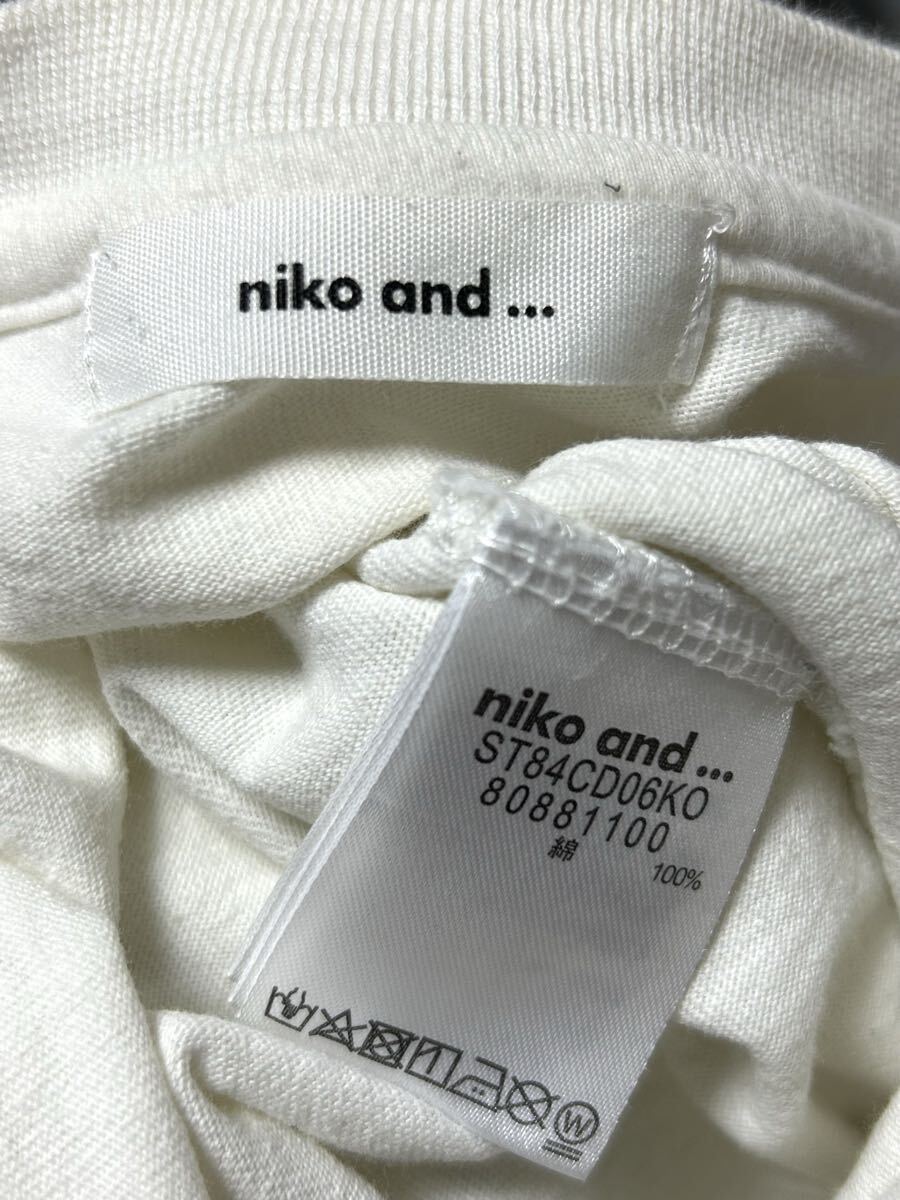 niko and ...
niko and ...
ST84CD06KO
80881100
綿 100%
W